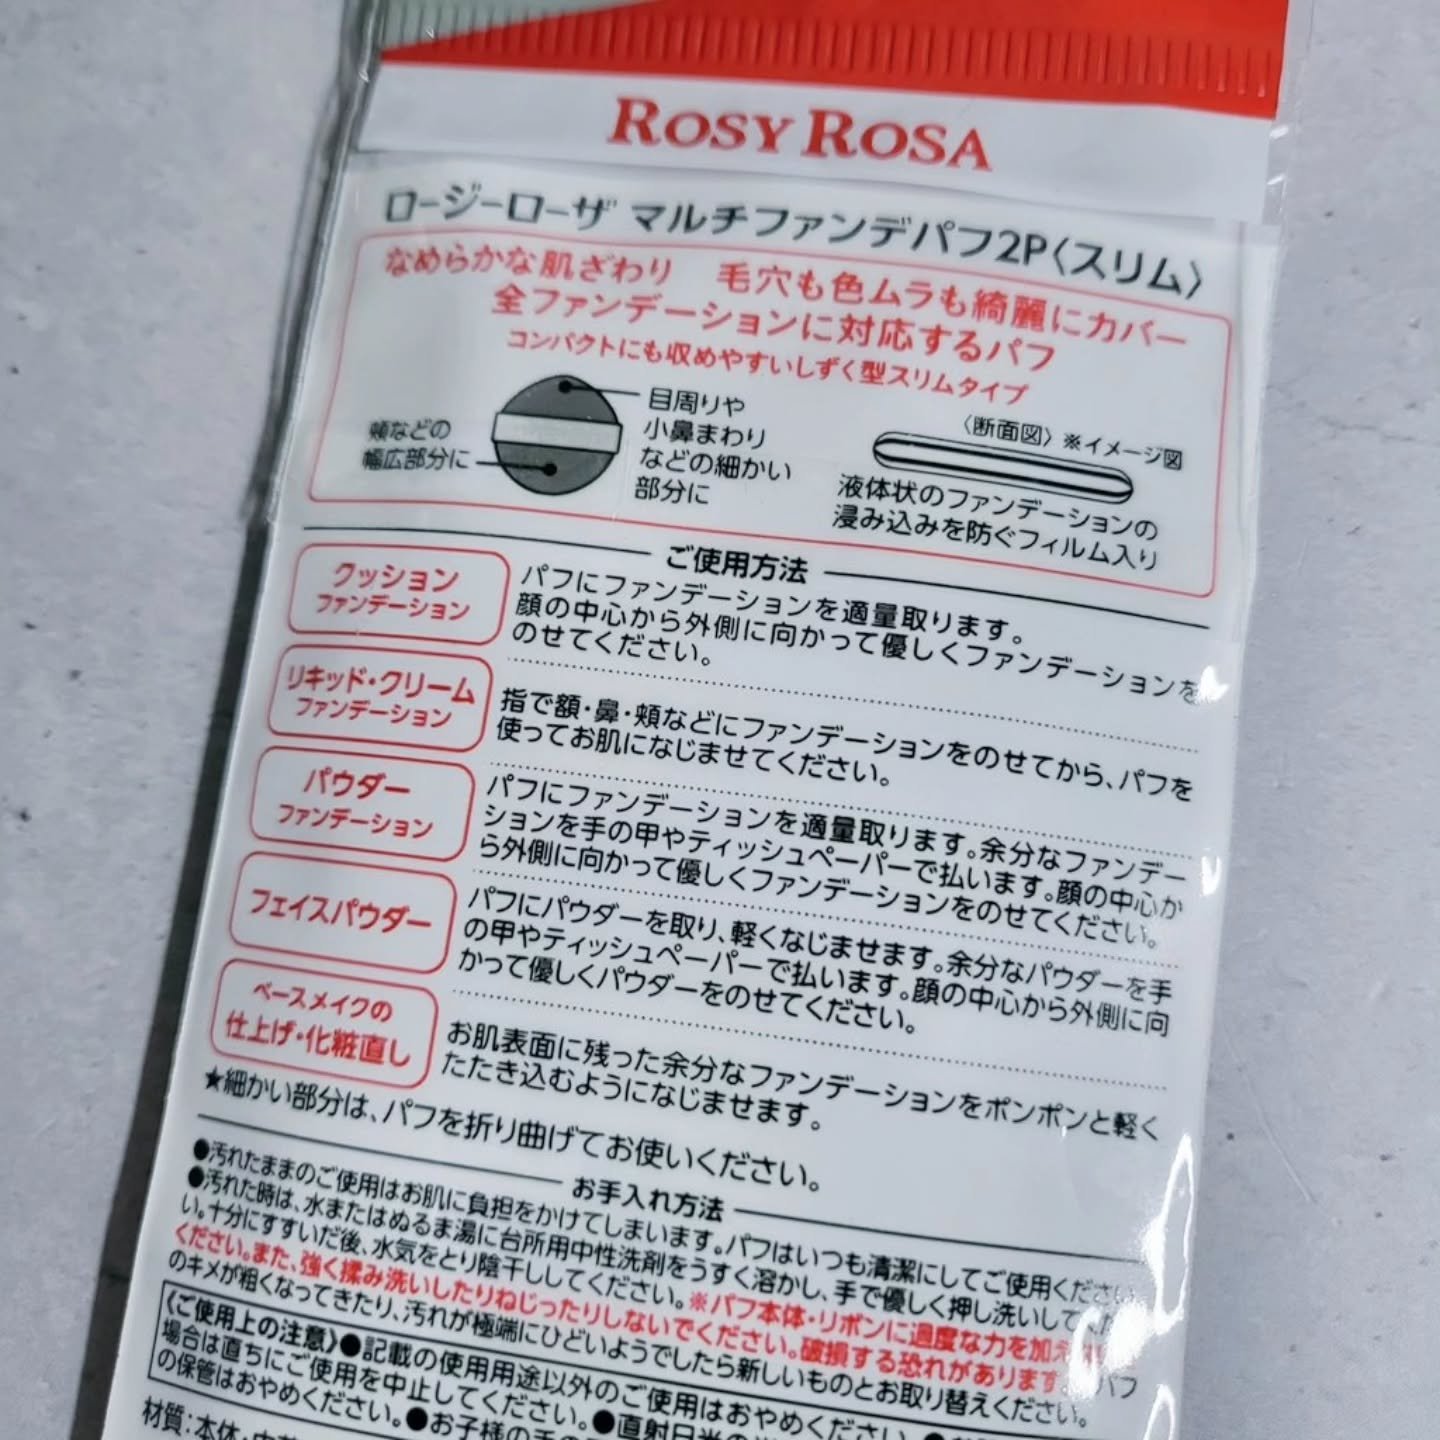 ROSY ROSA
ロージーローザ マルチファンデパフ2P〈スリム〉
なめらかな肌ざわり 毛穴も色ムラも綺麗にカバー
全ファンデーションに対応するパフ
コンパクトにも収めやすいしずく型スリムタイプ
頬などの
幅広部分に
目周りや
小鼻まわり
などの細かい
部分に
〈断面図〉※イメージ図
液体状のファンデーションの
浸み込みを防ぐフィルム入り
ご使用方法
クッション
ファンデーション
パフにファンデーションを適量取ります。
顔の中心から外側に向かって優しくファンデーションを
のせてください。
リキッド・クリーム
ファンデーション
指で額・鼻・頬などにファンデーションをのせてから、パフを
使ってお肌になじませてください。
パウダー
ファンデーション
パフにファンデーションを適量取ります。余分なファンデー
ションを手の甲やティッシュペーパーで払います。顔の中心か
ら外側に向かって優しくファンデーションをのせてください。
フェイスパウダー
パフにパウダーを取り、軽くなじませます。余分なパウダーを手
の甲やティッシュペーパーで払います。顔の中心から外側に向
かって優しくパウダーをのせてください。
ベースメイクの
仕上げ・化粧直し
お肌表面に残った余分なファンデーションをポンポンと軽く
たたき込むようになじませます。
★細かい部分は、パフを折り曲げてお使いください。
お手入れ方法
●汚れたままのご使用はお肌に負担をかけてしまいます。パフはいつも清潔にしてご使用ください
●汚れた時は、水またはぬるま湯に台所用中性洗剤をうすく溶かし、手で優しく押し洗いしてくだ
い。十分にすすいだ後、水気をとり陰干ししてください。※パフ本体・リボンに過度な力を加え
ください。また、強く揉み洗いしたりねじったりしないでください。破損する恐れがあります。 パフ
のキメが粗くなってきたり、汚れが極端にひどいようでしたら新しいものとお取り替えください。
《ご使用上の注意》●記載の使用用途以外のご使用はおやめください。
場合は直ちにご使用を中止してください。●直射日光の
の保管はおやめください。●お子様の手の
材質：本体・